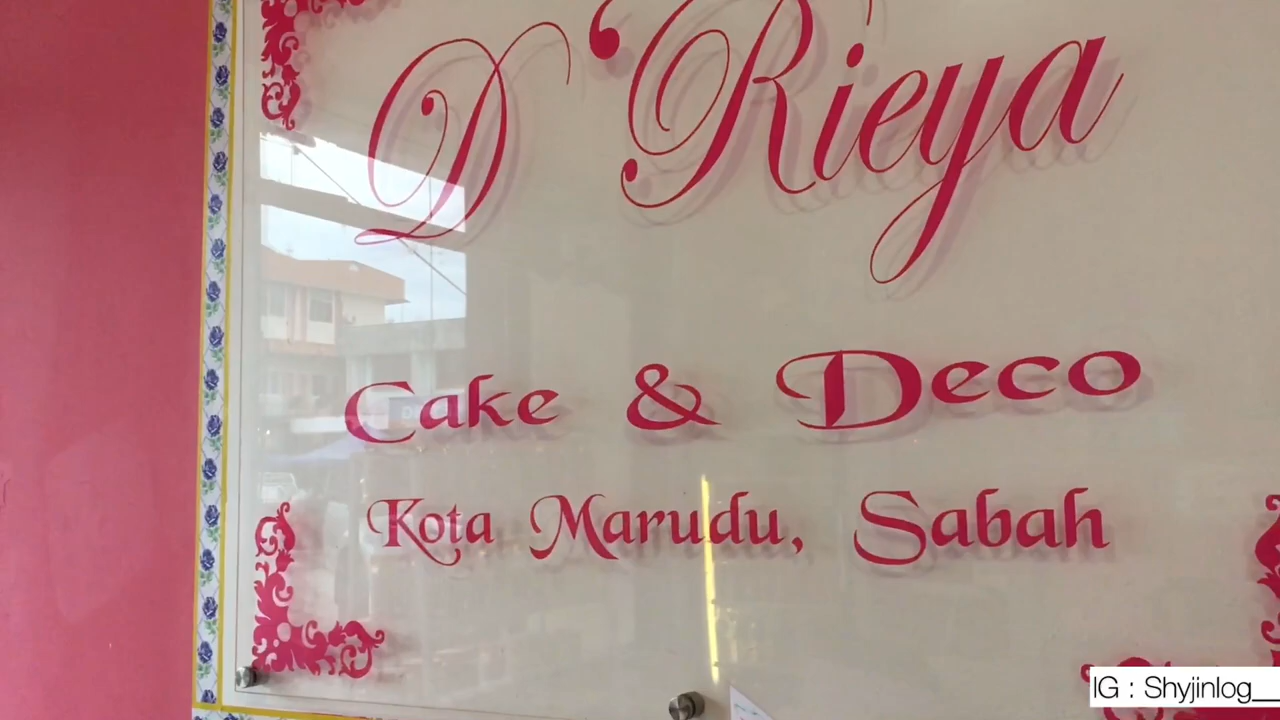 D'Rieya
Cake & Deco
Kota Marudu, Sabah
IG : Shyjinlog__